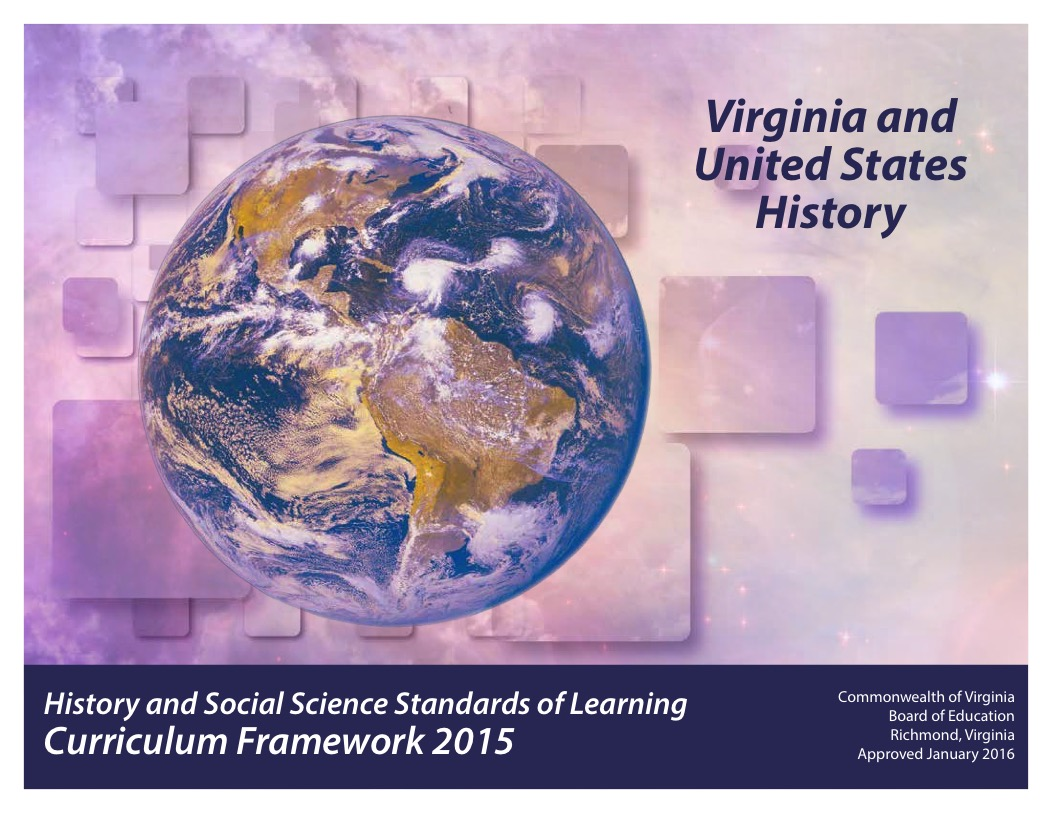 Virginia and
United States
History
History and Social Science Standards of Learning
Curriculum Framework 2015
Commonwealth of Virginia
Board of Education
Richmond, Virginia
Approved January 2016